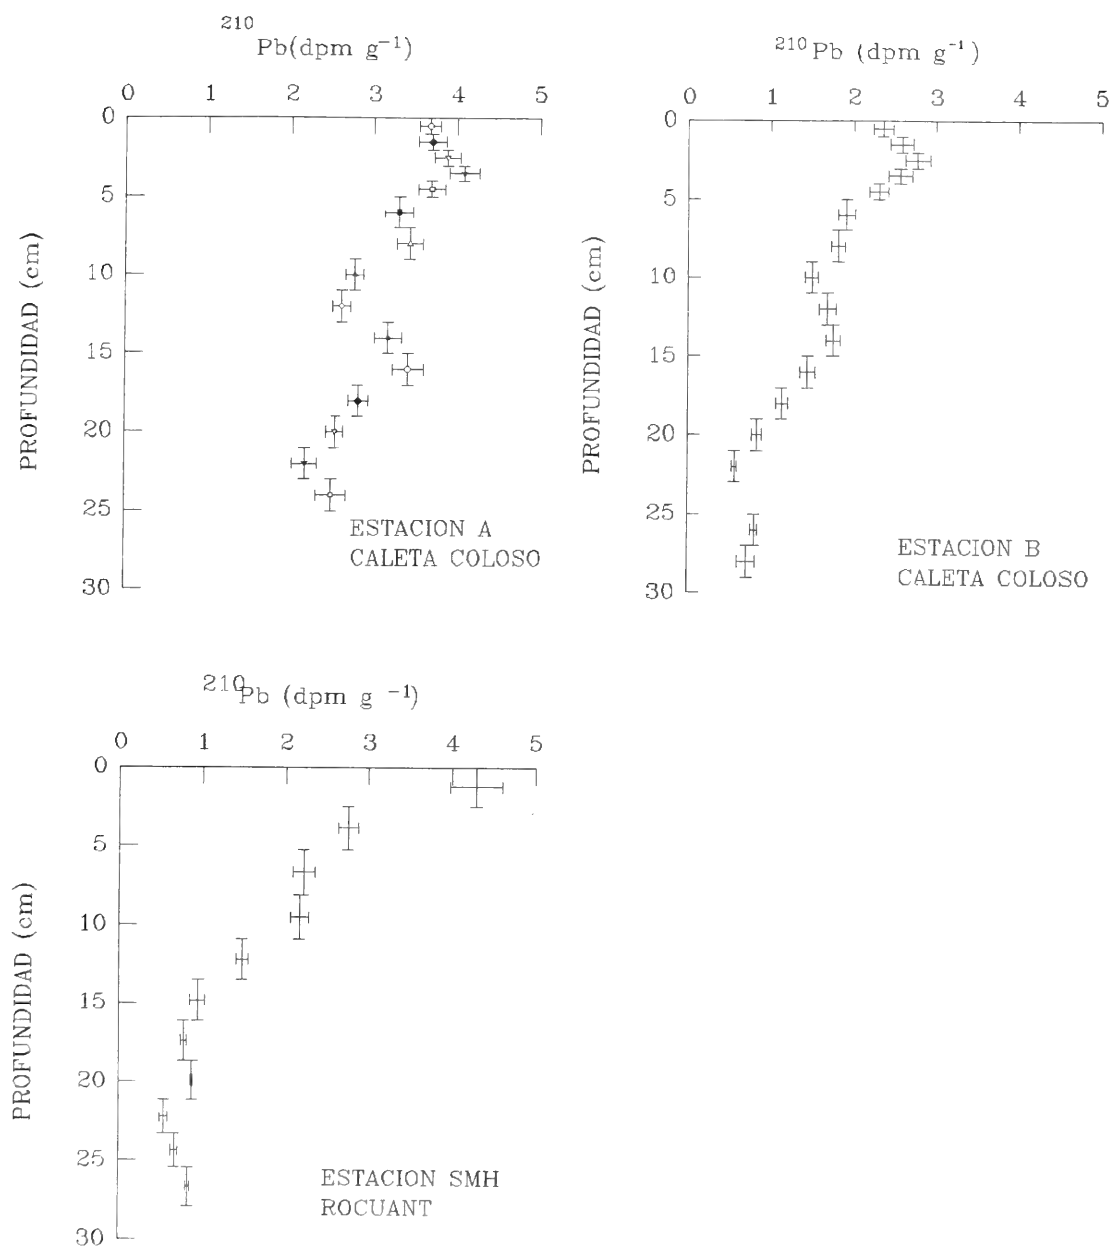 210
Pb(dpm g⁻¹)
0 1 2 3 4 5
0
5
10
15
20
25
30
PROFUNDIDAD (cm)
ESTACION A
CALETA COLOSO
²¹⁰Pb (dpm g⁻¹)
0 1 2 3 4 5
0
5
10
15
20
25
30
PROFUNDIDAD (cm)
ESTACION B
CALETA COLOSO
²¹⁰Pb (dpm g ⁻¹)
0 1 2 3 4 5
0
5
10
15
20
25
30
PROFUNDIDAD (cm)
ESTACION SMH
ROCUANT